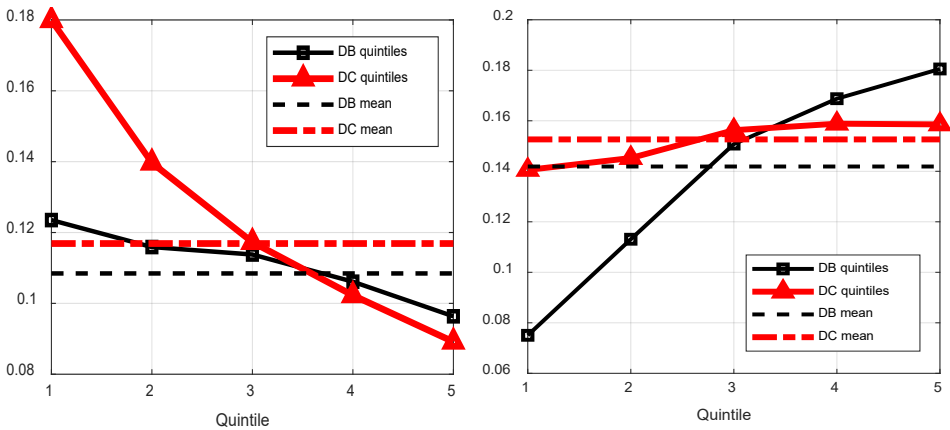 0.18
0.16
0.14
0.12
0.1
0.08
1 2 3 4 5
Quintile
DB quintiles
DC quintiles
DB mean
DC mean
0.2
0.18
0.16
0.14
0.12
0.1
0.08
0.06
1 2 3 4 5
Quintile
DB quintiles
DC quintiles
DB mean
DC mean